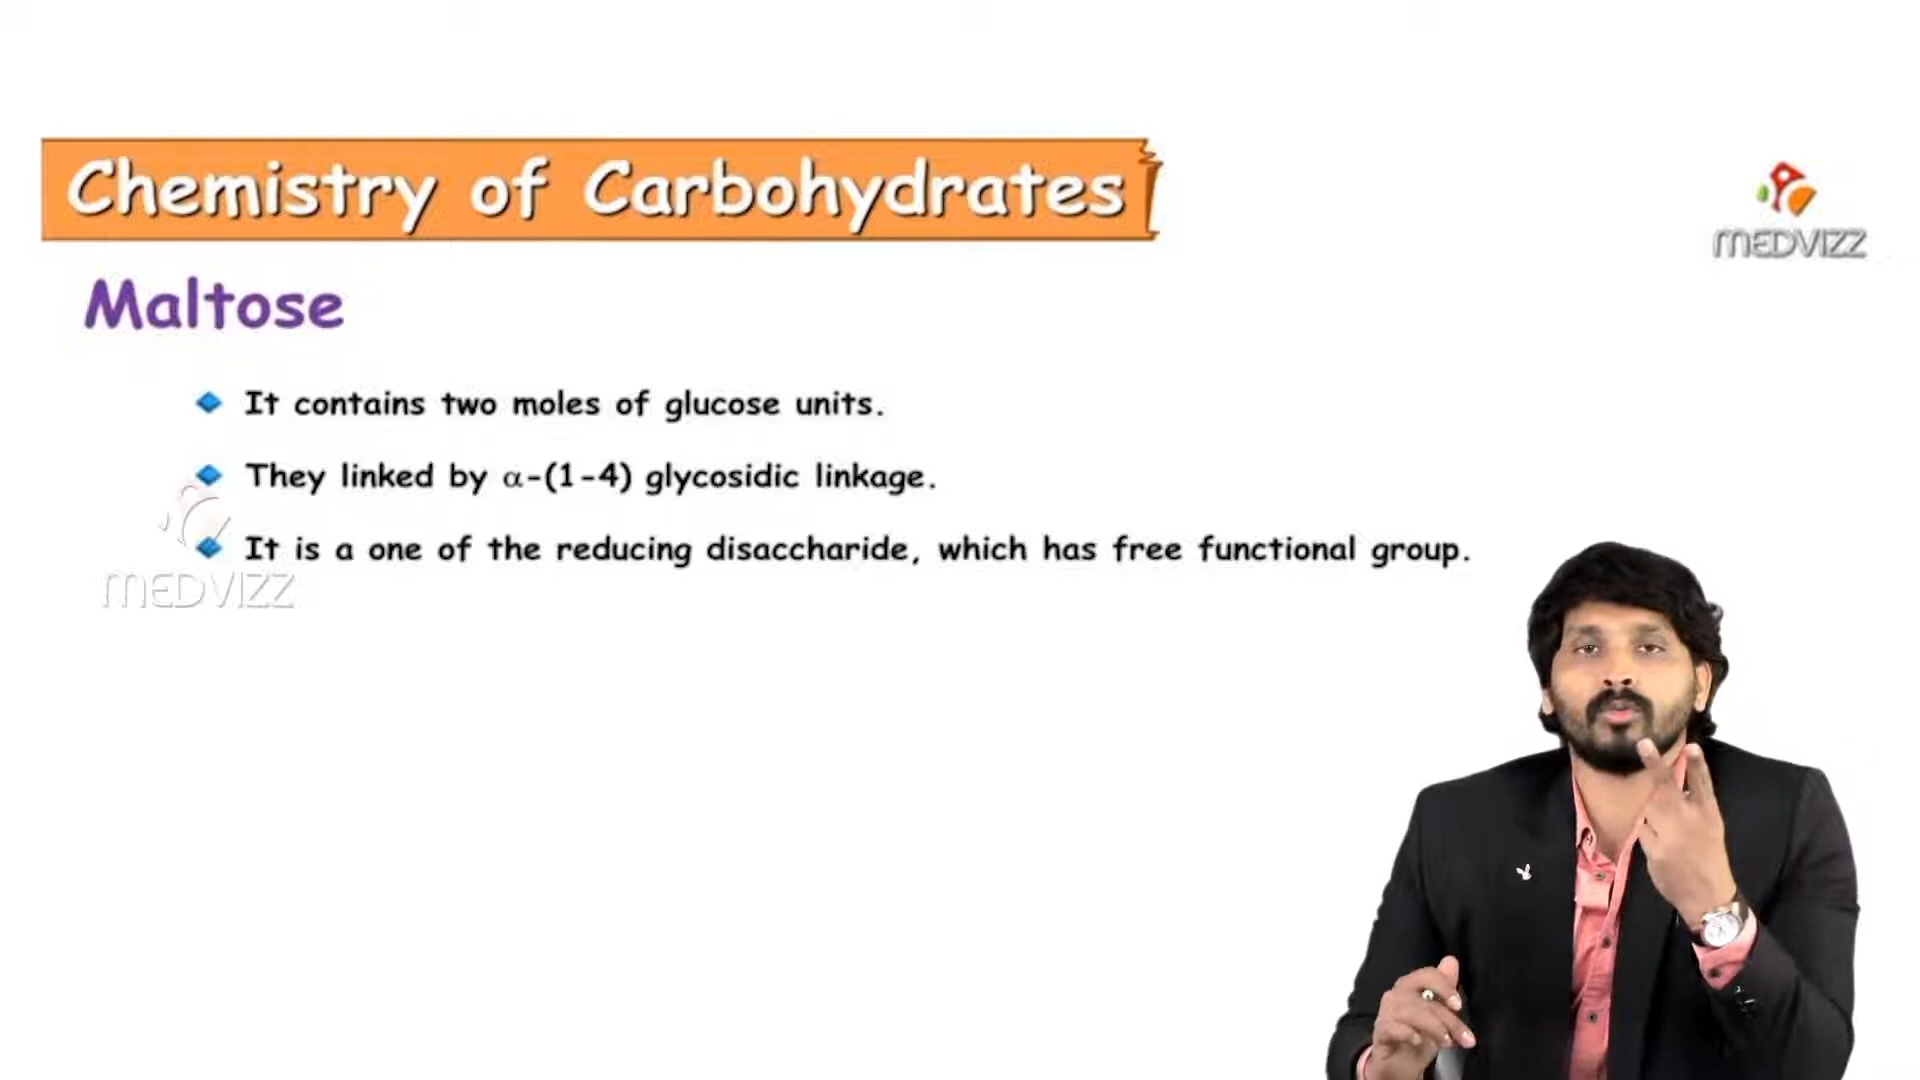 Chemistry of Carbohydrates
MEDVIZZ
Maltose
It contains two moles of glucose units.
They linked by α-(1-4) glycosidic linkage.
It is a one of the reducing disaccharide, which has free functional group.
MEDVIZZ